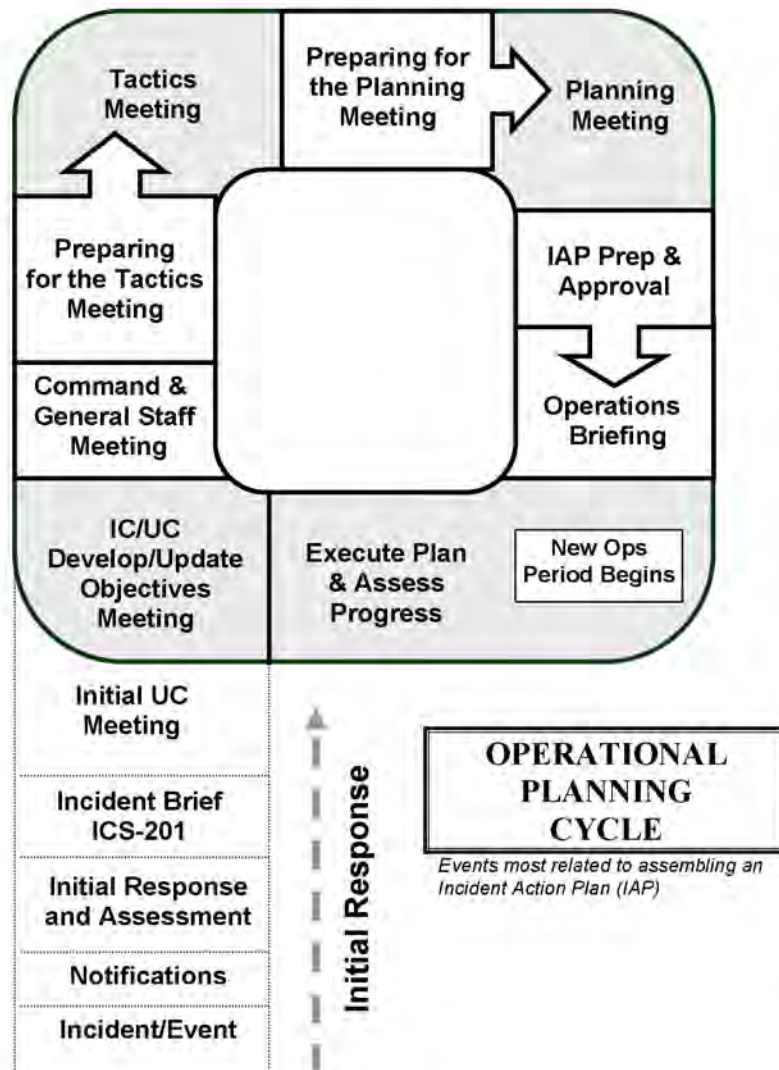 Tactics
Meeting
Preparing for
the Planning
Meeting
Planning
Meeting
Preparing
for the Tactics
Meeting
IAP Prep &
Approval
Command &
General Staff
Meeting
Operations
Briefing
IC/UC
Develop/Update
Objectives
Meeting
Execute Plan
& Assess
Progress
New Ops
Period Begins
Initial UC
Meeting
Incident Brief
ICS-201
Initial Response
and Assessment
Notifications
Incident/Event
Initial Response
OPERATIONAL
PLANNING
CYCLE
Events most related to assembling an
Incident Action Plan (IAP)